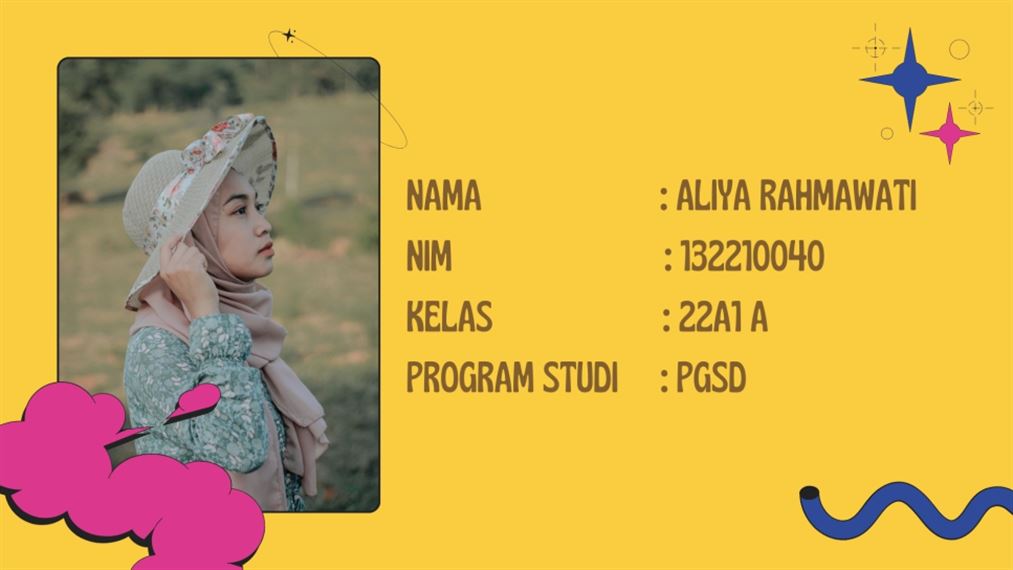 NAMA : ALIYA RAHMAWATI
NIM : 132210040
KELAS : 22A1 A
PROGRAM STUDI : PGSD